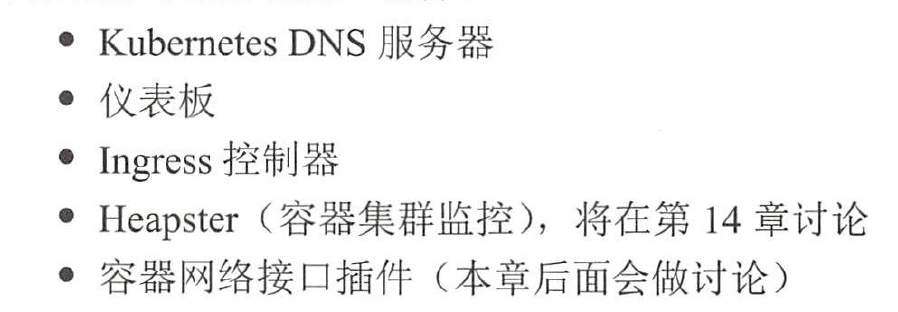 • Kubernetes DNS 服务器
• 仪表板
• Ingress 控制器
• Heapster（容器集群监控），将在第 14 章讨论
• 容器网络接口插件（本章后面会做讨论）